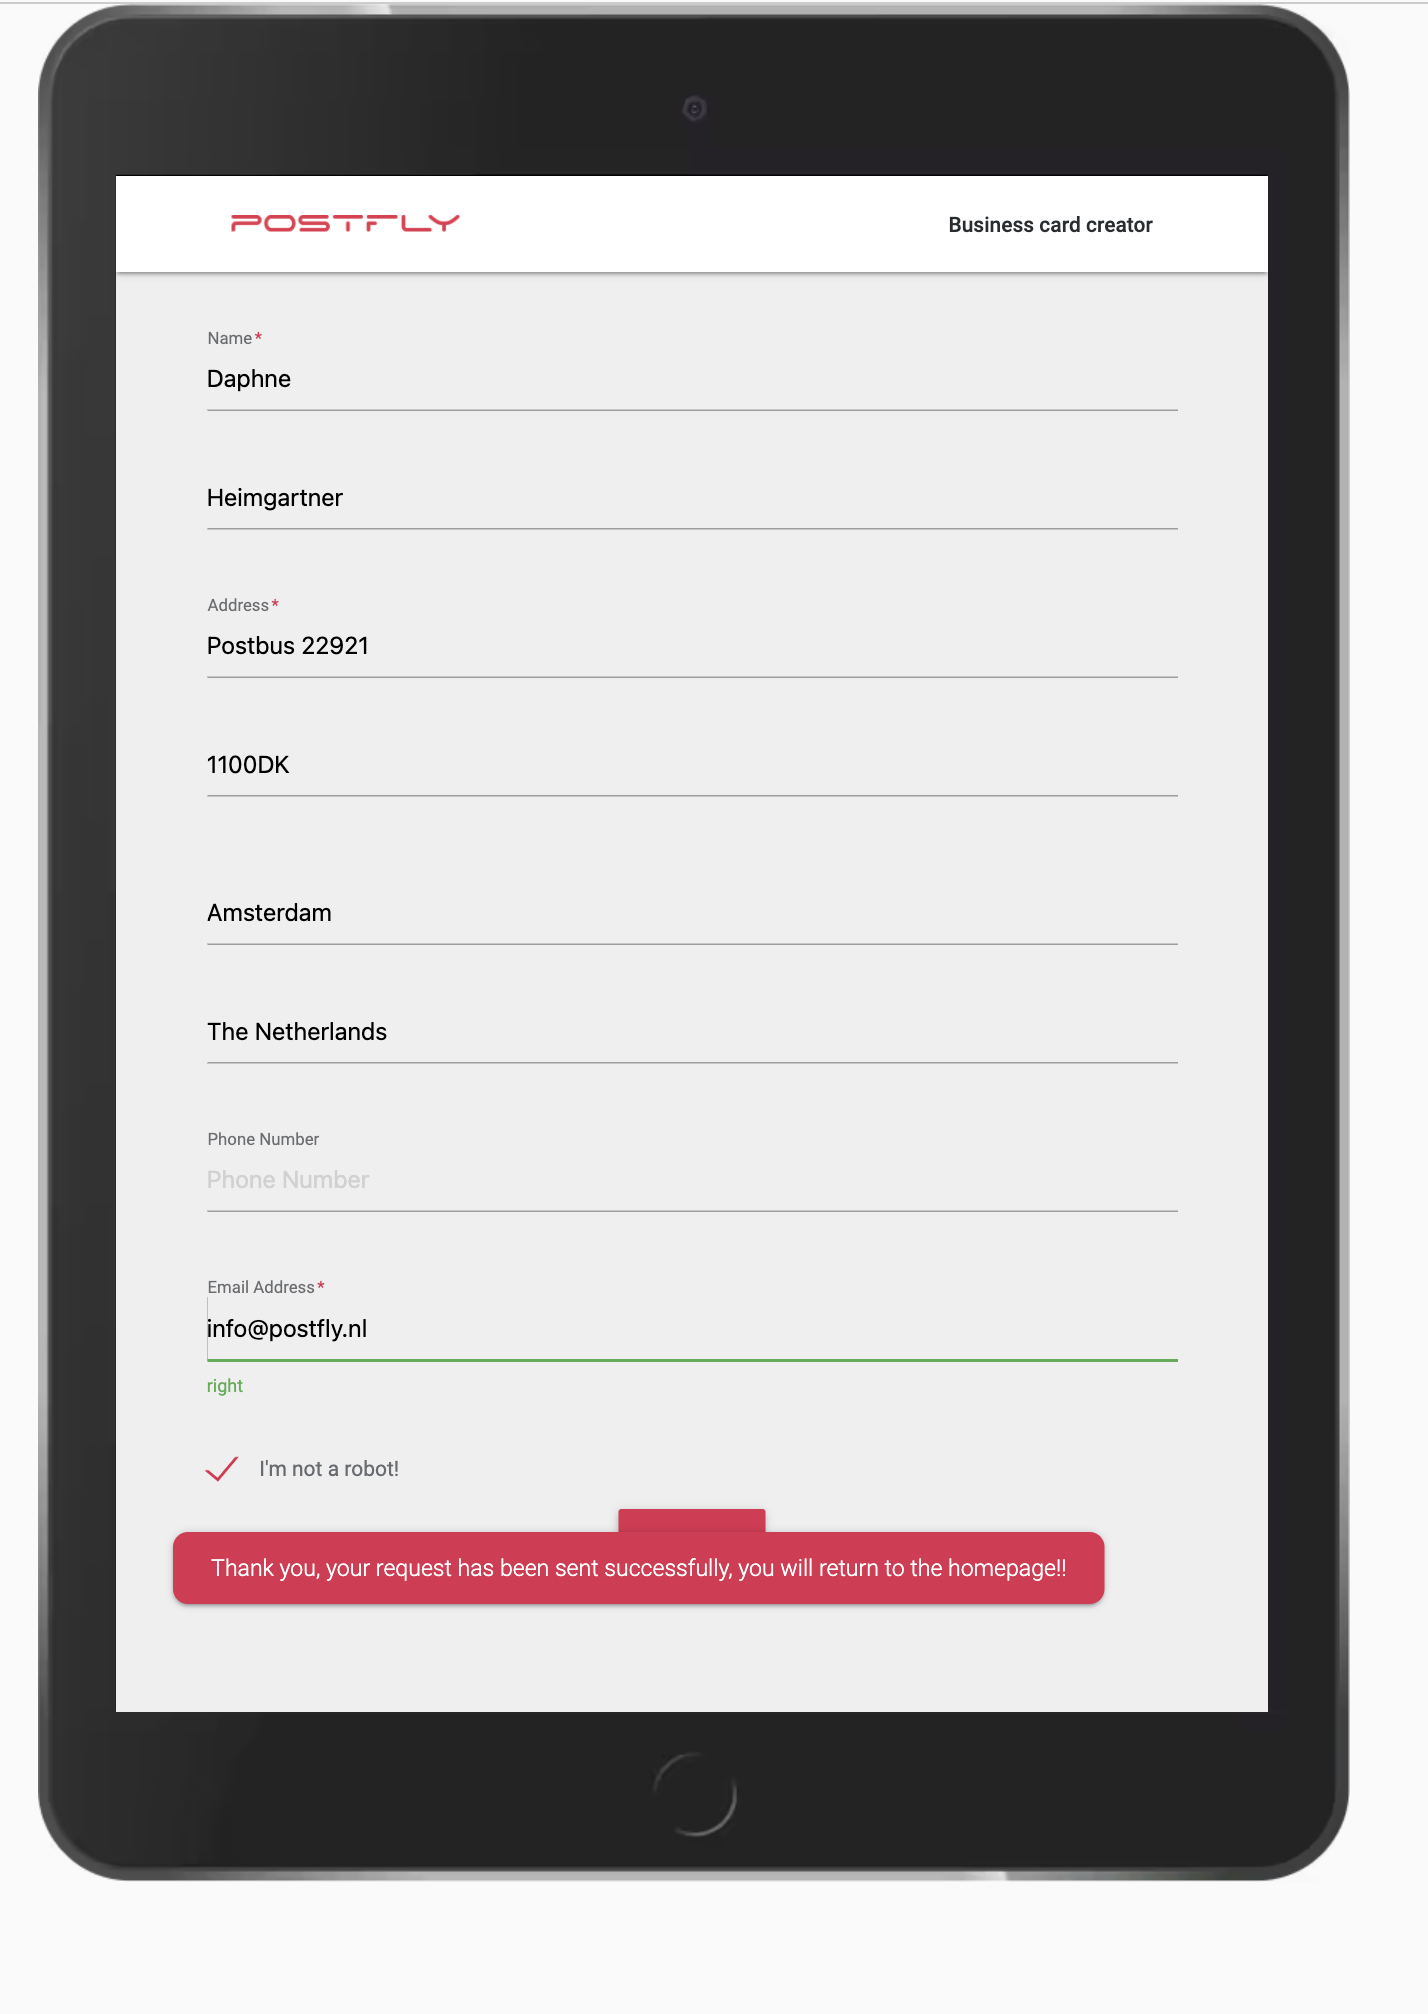 POSTFLY
Business card creator
Name*
Daphne
Heimgartner
Address*
Postbus 22921
1100DK
Amsterdam
The Netherlands
Phone Number
Phone Number
Email Address*
info@postfly.nl
right
I'm not a robot!
Thank you, your request has been sent successfully, you will return to the homepage!!